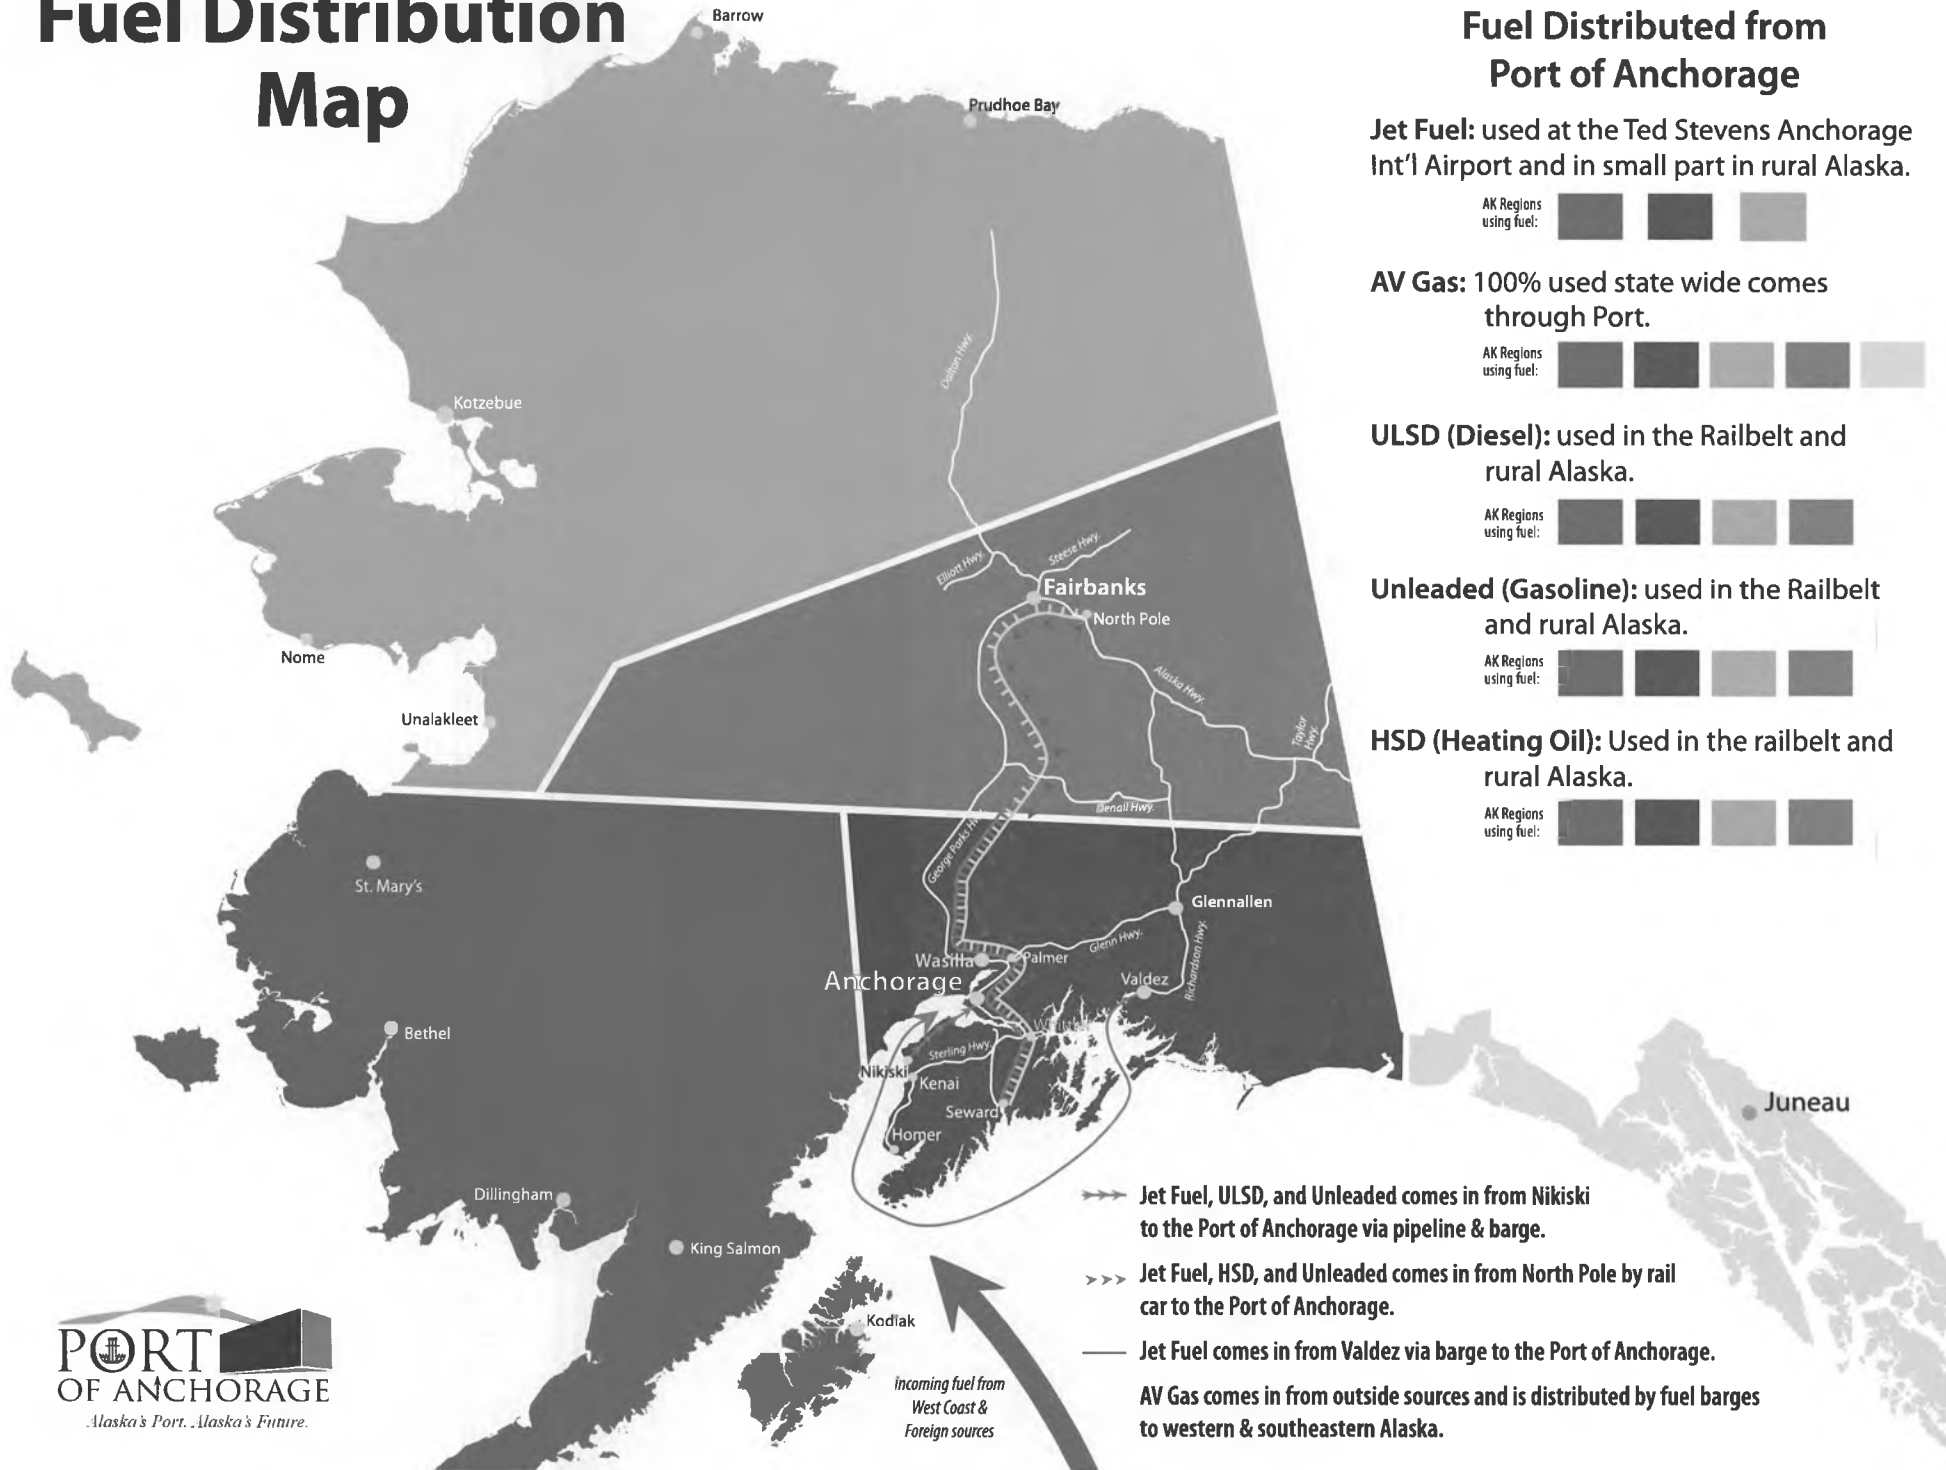 Fuel Distribution
Map
Fuel Distributed from
Port of Anchorage
Jet Fuel: used at the Ted Stevens Anchorage
Int'l Airport and in small part in rural Alaska.
AK Regions
using fuel:
AV Gas: 100% used state wide comes
through Port.
AK Regions
using fuel:
ULSD (Diesel): used in the Railbelt and
rural Alaska.
AK Regions
using fuel:
Unleaded (Gasoline): used in the Railbelt
and rural Alaska.
AK Regions
using fuel:
HSD (Heating Oil): Used in the railbelt and
rural Alaska.
AK Regions
using fuel:
Barrow
Prudhoe Bay
Dalton Hwy.
Kotzebue
Elliott Hwy.
Steese Hwy.
Fairbanks
North Pole
Nome
Alaska Hwy.
Unalakleet
Taylor
Hwy.
Denali Hwy.
George Parks Hwy
St. Mary's
Glennallen
Glenn Hwy.
Richardson Hwy.
Wasilla
Palmer
Anchorage
Valdez
Bethel
Sterling Hwy.
Nikiski
Kenai
Seward
Homer
Juneau
Dillingham
King Salmon
Kodiak
Incoming fuel from
West Coast &
Foreign sources
Jet Fuel, ULSD, and Unleaded comes in from Nikiski
to the Port of Anchorage via pipeline & barge.
Jet Fuel, HSD, and Unleaded comes in from North Pole by rail
car to the Port of Anchorage.
Jet Fuel comes in from Valdez via barge to the Port of Anchorage.
AV Gas comes in from outside sources and is distributed by fuel barges
to western & southeastern Alaska.
PORT
OF ANCHORAGE
Alaska's Port. Alaska's Future.